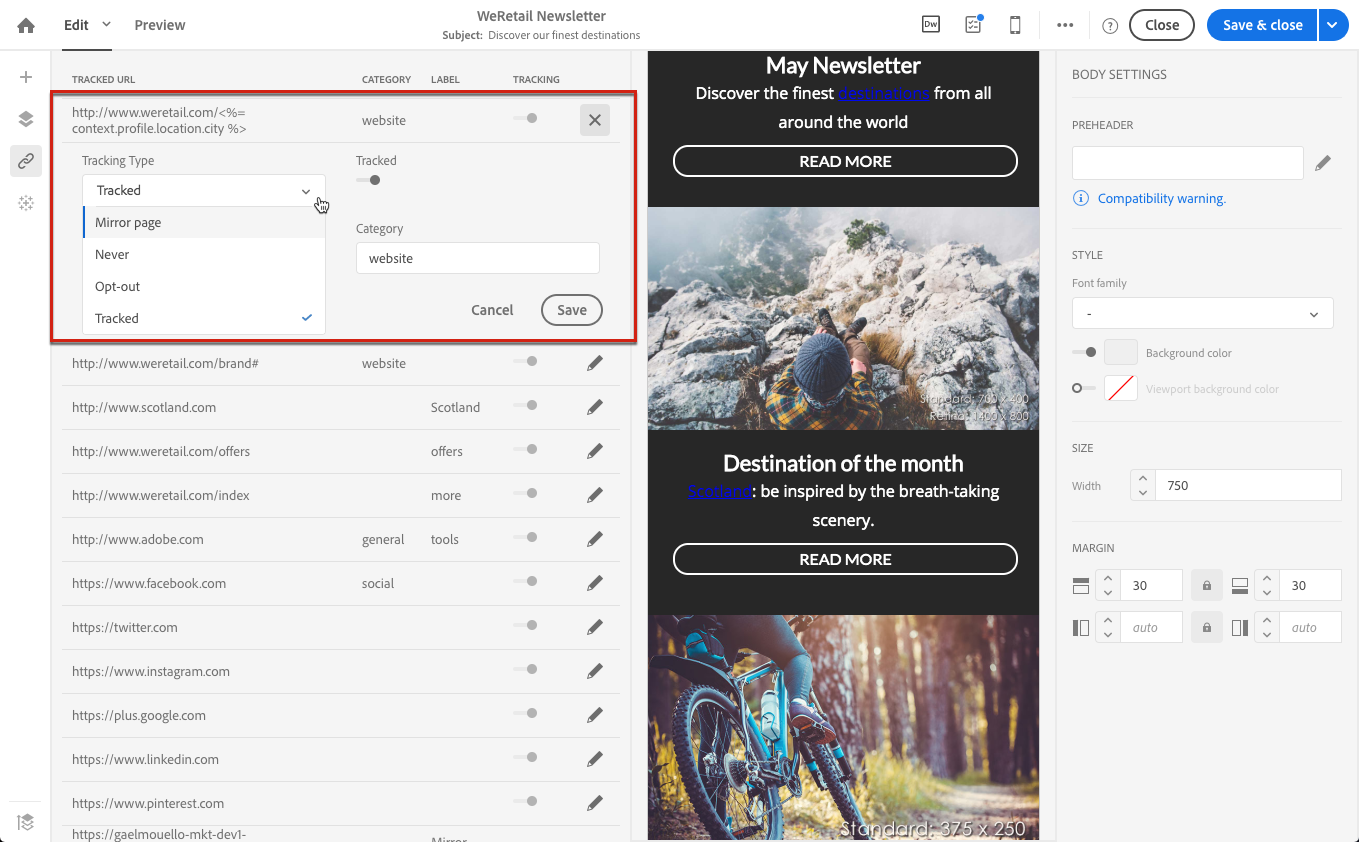 Edit
Preview
WeRetail Newsletter
Subject: Discover our finest destinations
Dw
?
Close
Save & close
TRACKED URL
CATEGORY
LABEL
TRACKING
http://www.weretail.com/<%=
context.profile.location.city %>
website
Tracking Type
Tracked
Tracked
Mirror page
Never
Opt-out
Tracked
Category
website
Cancel
Save
http://www.weretail.com/brand#
website
http://www.scotland.com
Scotland
http://www.weretail.com/offers
offers
http://www.weretail.com/index
more
http://www.adobe.com
general
tools
https://www.facebook.com
social
https://twitter.com
https://www.instagram.com
https://plus.google.com
https://www.linkedin.com
https://www.pinterest.com
https://gaelmouello-mkt-dev1-
Mirror
May Newsletter
Discover the finest destinations from all
around the world
READ MORE
Standard: 700 x 400
Retina: 1400 x 800
Destination of the month
Scotland: be inspired by the breath-taking
scenery.
READ MORE
Standard: 375 x 250
BODY SETTINGS
PREHEADER
Compatibility warning.
STYLE
Font family
-
Background color
Viewport background color
SIZE
Width
750
MARGIN
30
30
auto
auto